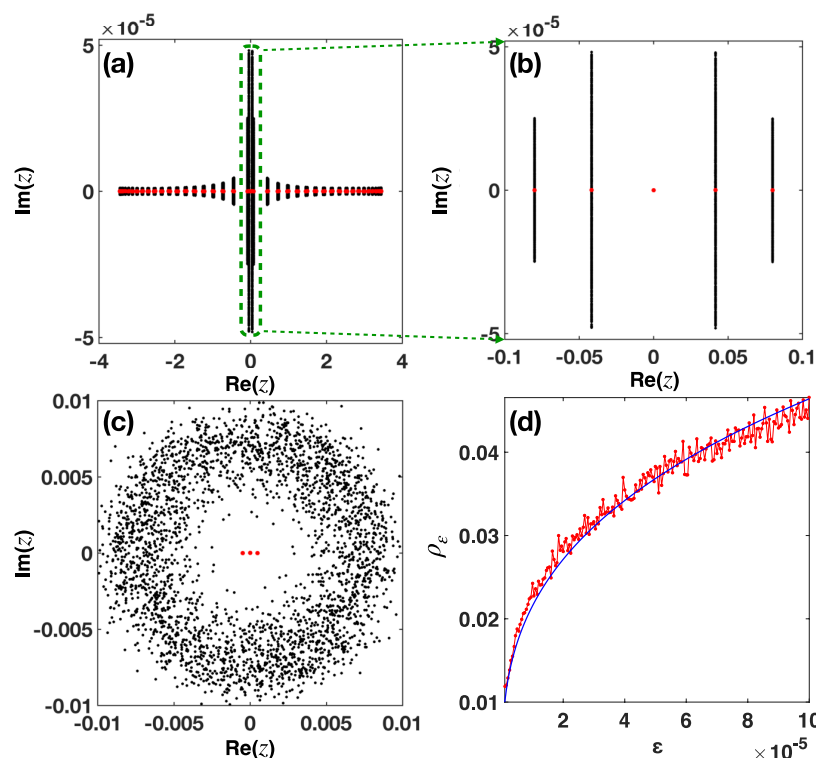 ×10⁻⁵
(a)
5
0
-5
Im(z)
-4 -2 0 2 4
Re(z)
×10⁻⁵
(b)
5
0
-5
Im(z)
-0.1 -0.05 0 0.05 0.1
Re(z)
(c)
0.01
0.005
0
-0.005
-0.01
Im(z)
-0.01 -0.005 0 0.005 0.01
Re(z)
(d)
0.04
0.03
0.02
0.01
ρε
2 4 6 8 10
ε
×10⁻⁵